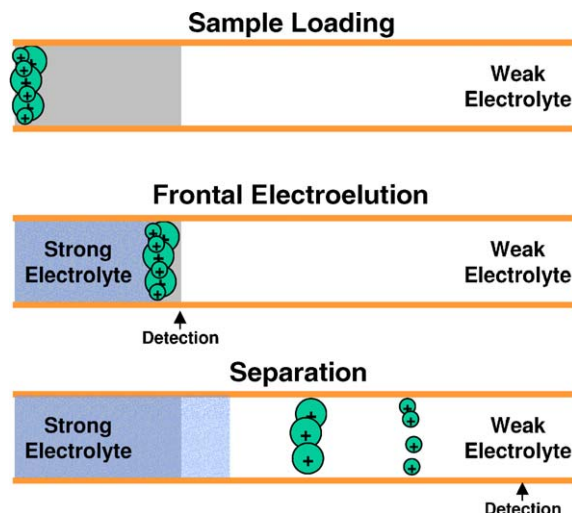 Sample Loading
Weak
Electrolyte
Frontal Electroelution
Strong
Electrolyte
Weak
Electrolyte
Detection
Separation
Strong
Electrolyte
Weak
Electrolyte
Detection